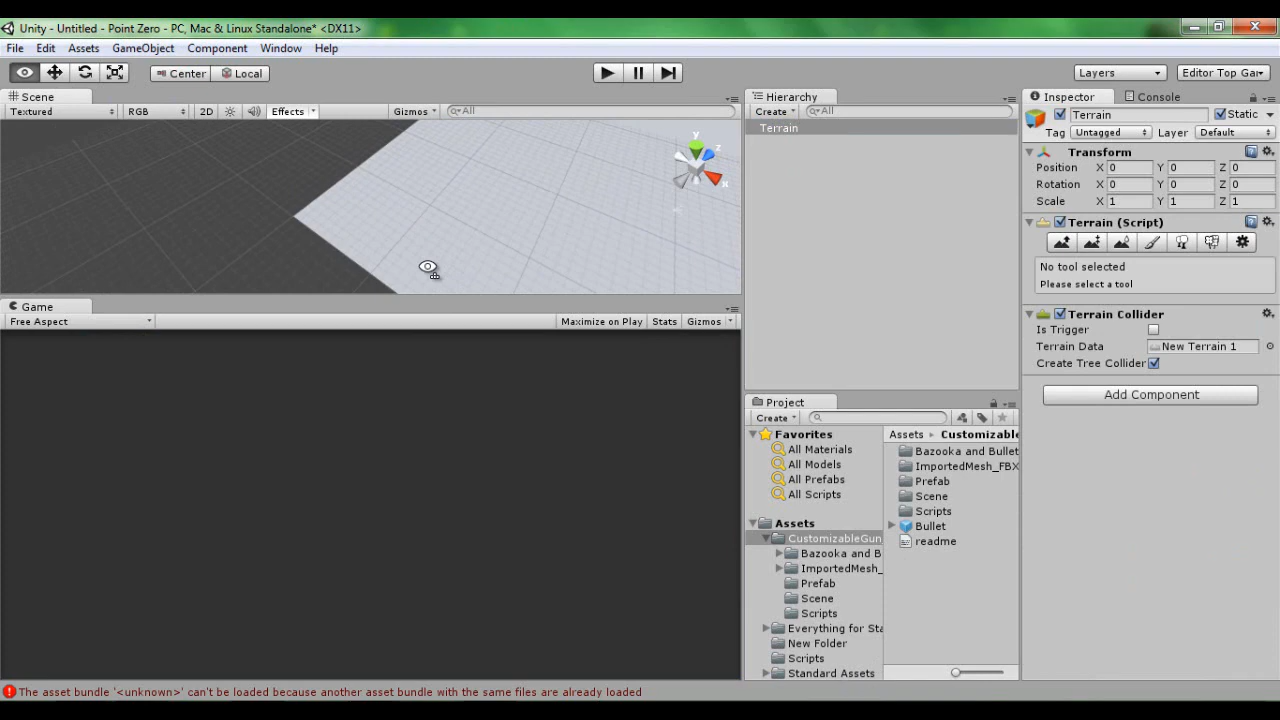 Unity - Untitled - Point Zero - PC, Mac & Linux Standalone* <DX11>
File Edit Assets GameObject Component Window Help
Center Local Layers Editor Top Gar
Scene
Textured RGB 2D Effects Gizmos All
y
z
x
Game
Free Aspect Maximize on Play Stats Gizmos
Hierarchy
Create All
Terrain
Project
Create
Favorites
All Materials
All Models
All Prefabs
All Scripts
Assets
CustomizableGun
Bazooka and B
ImportedMesh_
Prefab
Scene
Scripts
Everything for Sta
New Folder
Scripts
Standard Assets
Assets Customizable
Bazooka and Bullet
ImportedMesh_FBX
Prefab
Scene
Scripts
Bullet
readme
Inspector Console
Terrain Static
Tag Untagged Layer Default
Transform
Position X 0 Y 0 Z 0
Rotation X 0 Y 0 Z 0
Scale X 1 Y 1 Z 1
Terrain (Script)
No tool selected
Please select a tool
Terrain Collider
Is Trigger
Terrain Data New Terrain 1
Create Tree Collider
Add Component
The asset bundle '<unknown>' can't be loaded because another asset bundle with the same files are already loaded